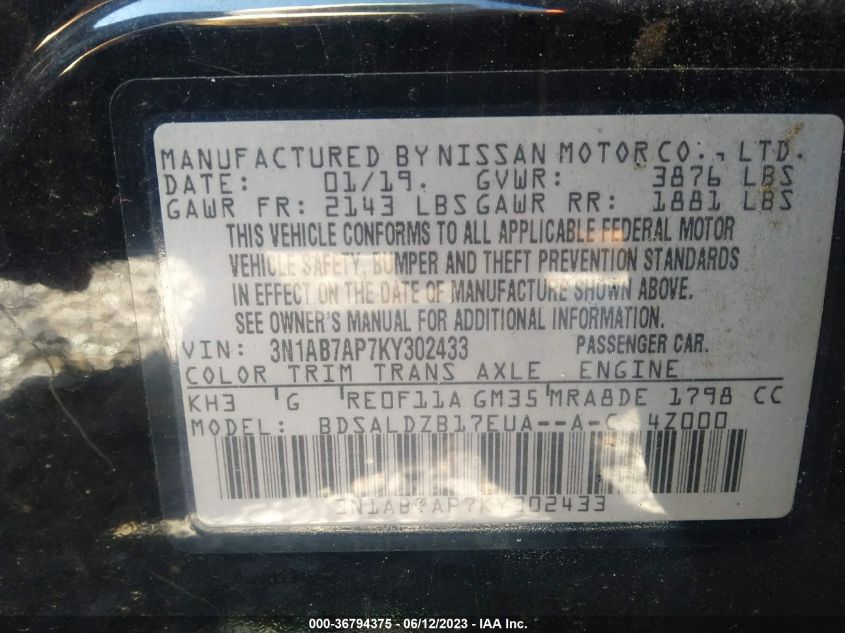 MANUFACTURED BY NISSAN MOTOR CO., LTD.
DATE: 01/19. GVWR: 3876 LBS
GAWR FR: 2143 LBS GAWR RR: 1881 LBS
THIS VEHICLE CONFORMS TO ALL APPLICABLE FEDERAL MOTOR
VEHICLE SAFETY, BUMPER AND THEFT PREVENTION STANDARDS
IN EFFECT ON THE DATE OF MANUFACTURE SHOWN ABOVE.
SEE OWNER'S MANUAL FOR ADDITIONAL INFORMATION.
VIN: 3N1AB7AP7KY302433 PASSENGER CAR.
COLOR TRIM TRANS AXLE ENGINE
KH3 G RE0F11A GM35 MRA8DE 1798 CC
MODEL: BDSALDZB17EUA--A-C 4Z000
3N1AB7AP7KY302433
000-36794375 - 06/12/2023 - IAA Inc.